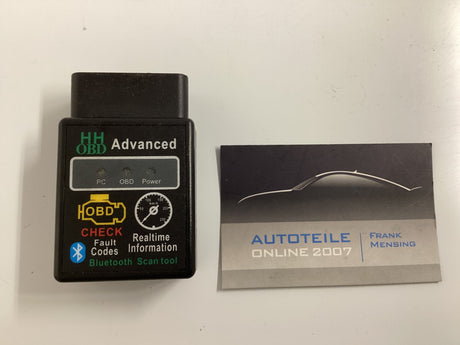 HH
OBD Advanced
PC OBD Power
OBD
CHECK
Fault
Codes
Realtime
Information
Bluetooth Scan tool
AUTOTEILE
ONLINE 2007
FRANK
MENSING